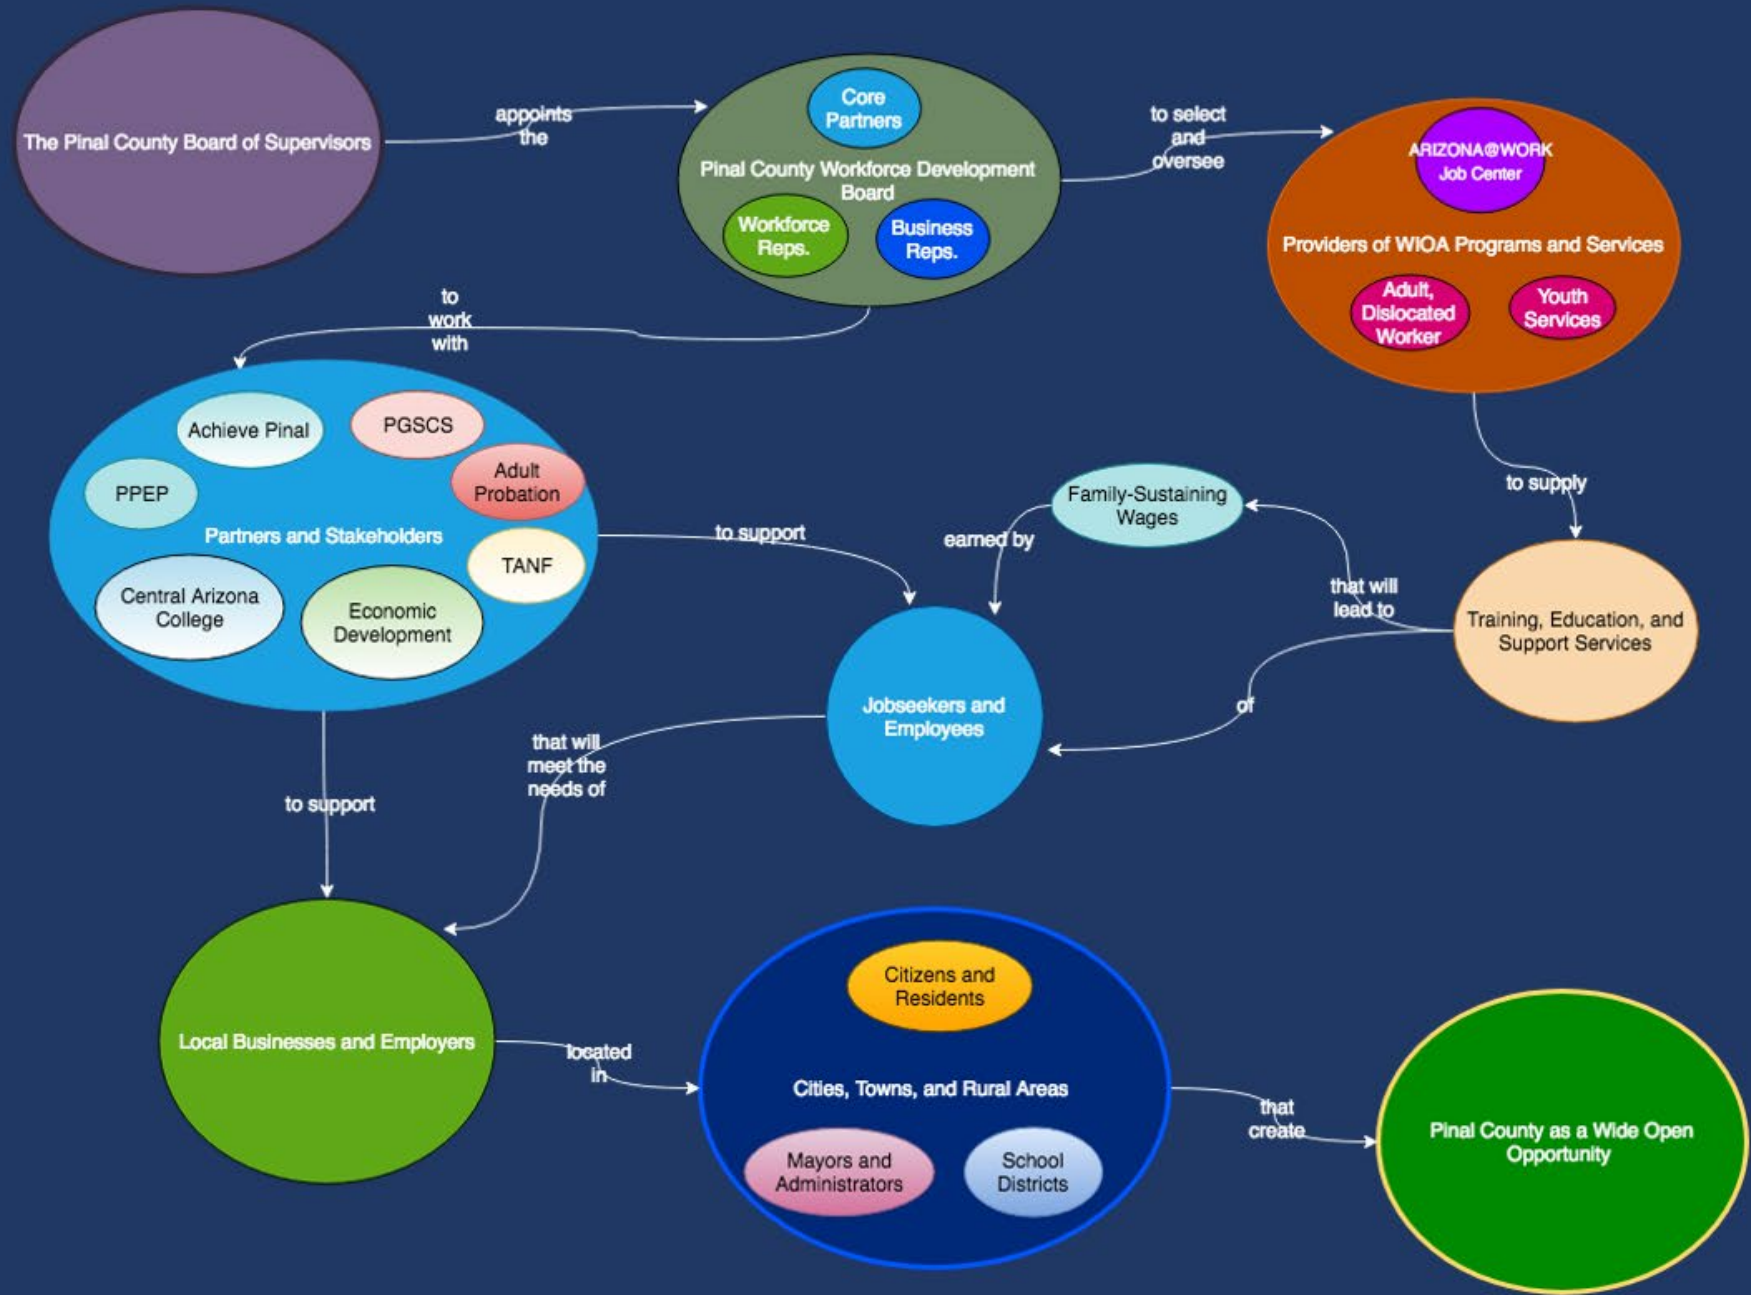 The Pinal County Board of Supervisors
appoints
the
Core
Partners
Pinal County Workforce Development
Board
Workforce
Reps.
Business
Reps.
to select
and
oversee
ARIZONA@WORK
Job Center
Providers of WIOA Programs and Services
Adult,
Dislocated
Worker
Youth
Services
to
work
with
Achieve Pinal
PGSCS
Adult
Probation
PPEP
Partners and Stakeholders
TANF
Central Arizona
College
Economic
Development
to support
earned by
Family-Sustaining
Wages
to supply
that will
lead to
Training, Education, and
Support Services
of
Jobseekers and
Employees
that will
meet the
needs of
to support
Local Businesses and Employers
located
in
Citizens and
Residents
Cities, Towns, and Rural Areas
Mayors and
Administrators
School
Districts
that
create
Pinal County as a Wide Open
Opportunity